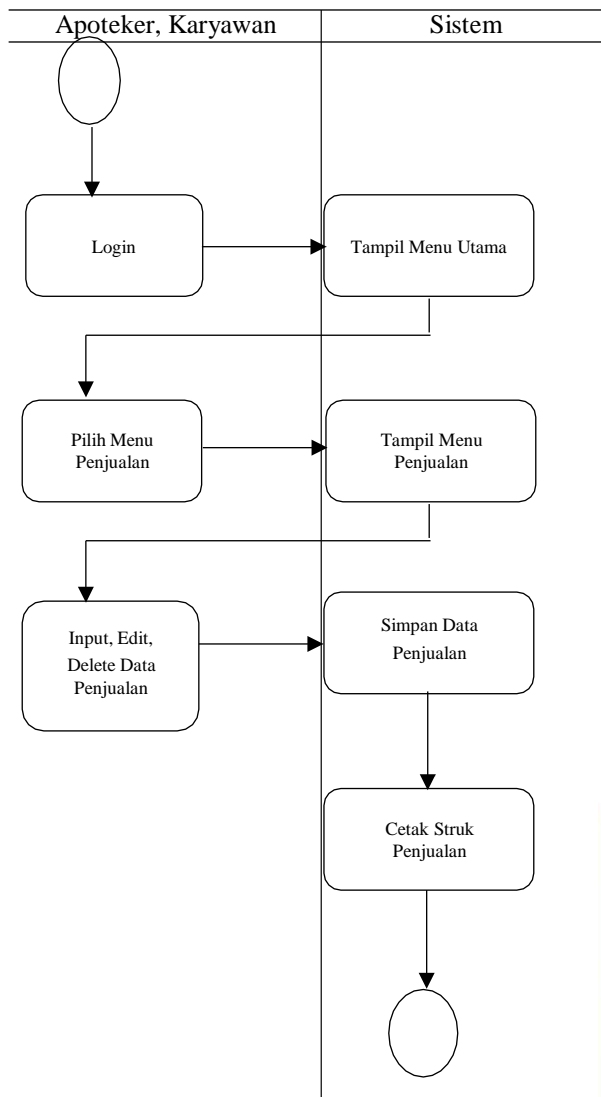 Apoteker, Karyawan
Sistem
Login
Tampil Menu Utama
Pilih Menu
Penjualan
Tampil Menu
Penjualan
Input, Edit,
Delete Data
Penjualan
Simpan Data
Penjualan
Cetak Struk
Penjualan